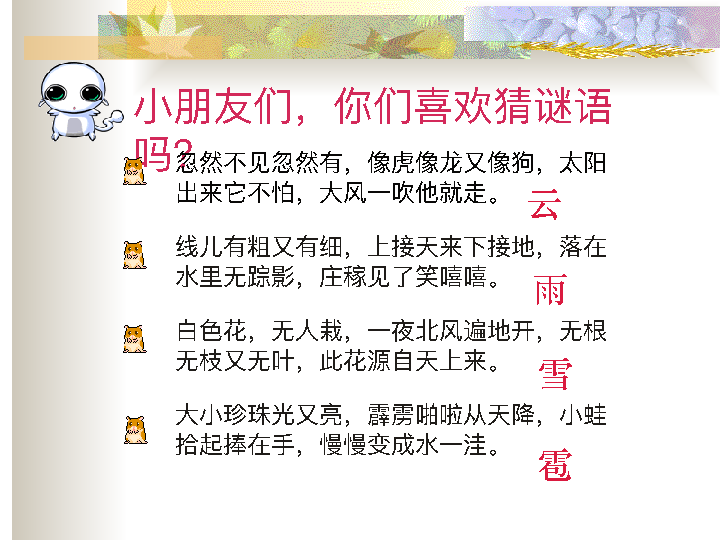 小朋友们，你们喜欢猜谜语
吗?
忽然不见忽然有，像虎像龙又像狗，太阳
出来它不怕，大风一吹他就走。
云
线儿有粗又有细，上接天来下接地，落在
水里无踪影，庄稼见了笑嘻嘻。
雨
白色花，无人栽，一夜北风遍地开，无根
无枝又无叶，此花源自天上来。
雪
大小珍珠光又亮，霹雳啪啦从天降，小蛙
拾起捧在手，慢慢变成水一洼。
雹